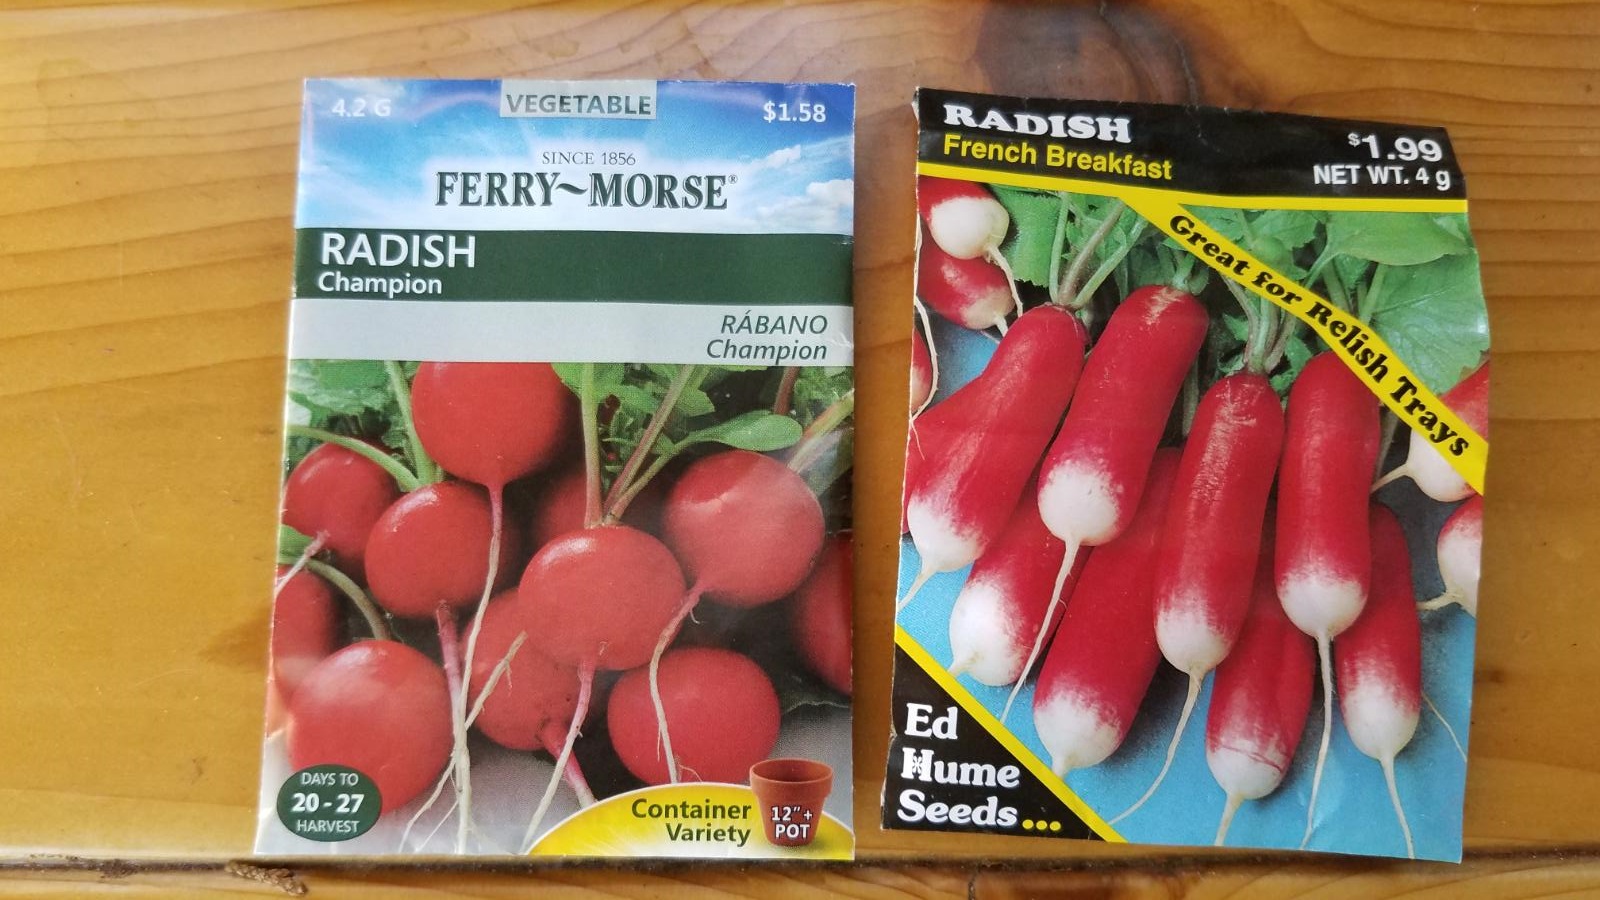 4.2 G
VEGETABLE
$1.58
SINCE 1856
FERRY~MORSE®
RADISH
Champion
RÁBANO
Champion
DAYS TO
20 - 27
HARVEST
Container
Variety
12"+
POT
RADISH
French Breakfast
$1.99
NET WT. 4 g
Great for Relish Trays
Ed
Hume
Seeds...